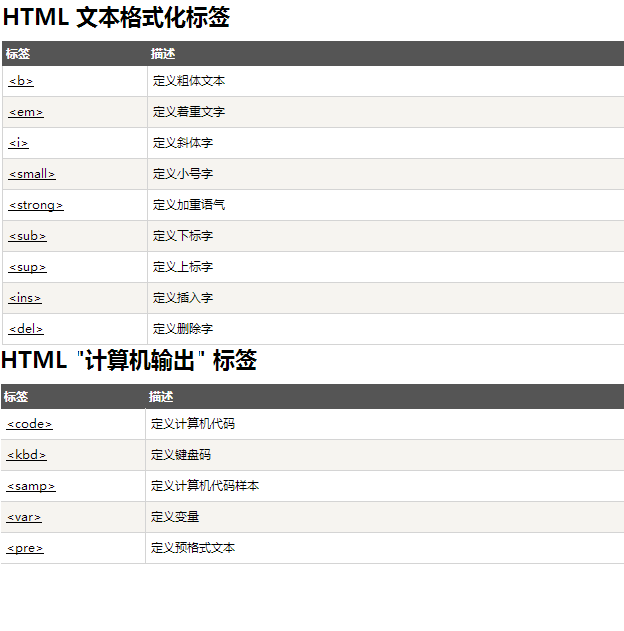 HTML 文本格式化标签
标签 描述
<b> 定义粗体文本
<em> 定义着重文字
<i> 定义斜体字
<small> 定义小号字
<strong> 定义加重语气
<sub> 定义下标字
<sup> 定义上标字
<ins> 定义插入字
<del> 定义删除字
HTML "计算机输出" 标签
标签 描述
<code> 定义计算机代码
<kbd> 定义键盘码
<samp> 定义计算机代码样本
<var> 定义变量
<pre> 定义预格式文本